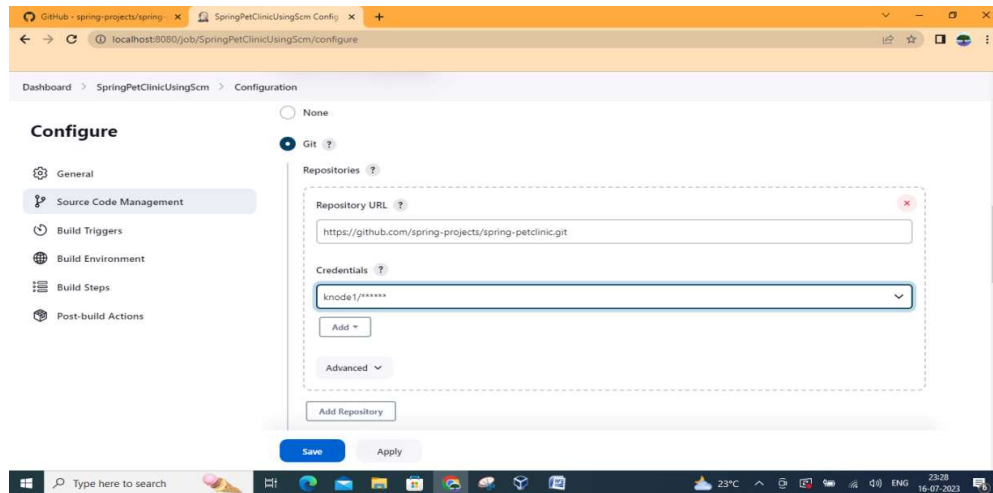 GitHub - spring-projects/spring-
SpringPetClinicUsingScm Config
localhost:8080/job/SpringPetClinicUsingScm/configure
Dashboard > SpringPetClinicUsingScm > Configuration
Configure
General
Source Code Management
Build Triggers
Build Environment
Build Steps
Post-build Actions
None
Git ?
Repositories ?
Repository URL ?
https://github.com/spring-projects/spring-petclinic.git
Credentials ?
knode1/******
Add
Advanced
Add Repository
Save
Apply
Type here to search
23°C
ENG
23:28
16-07-2023